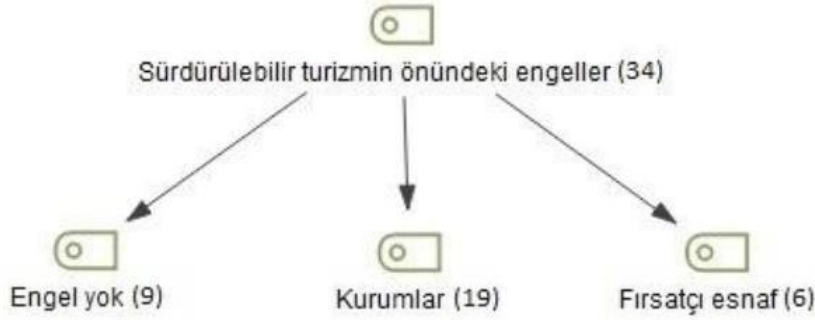 Sürdürülebilir turizmin önündeki engeller (34)
Engel yok (9)
Kurumlar (19)
Fırsatçı esnaf (6)